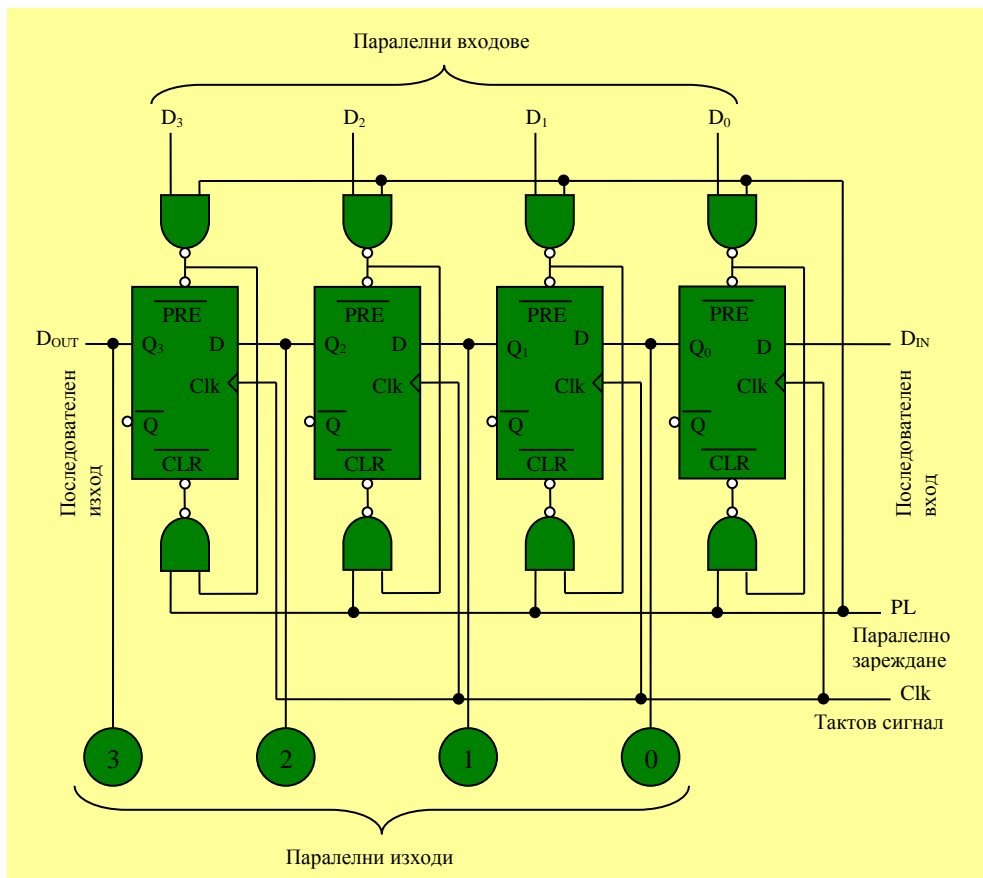 Паралелни входове
D₃ D₂ D₁ D₀
PRE PRE PRE PRE
D_OUT Q₃ D Q₂ D Q₁ D Q₀ D D_IN
Clk Clk Clk Clk
Q Q Q Q
CLR CLR CLR CLR
Последователен
изход
Последователен
вход
PL
Паралелно
зареждане
Clk
Тактов сигнал
3 2 1 0
Паралелни изходи